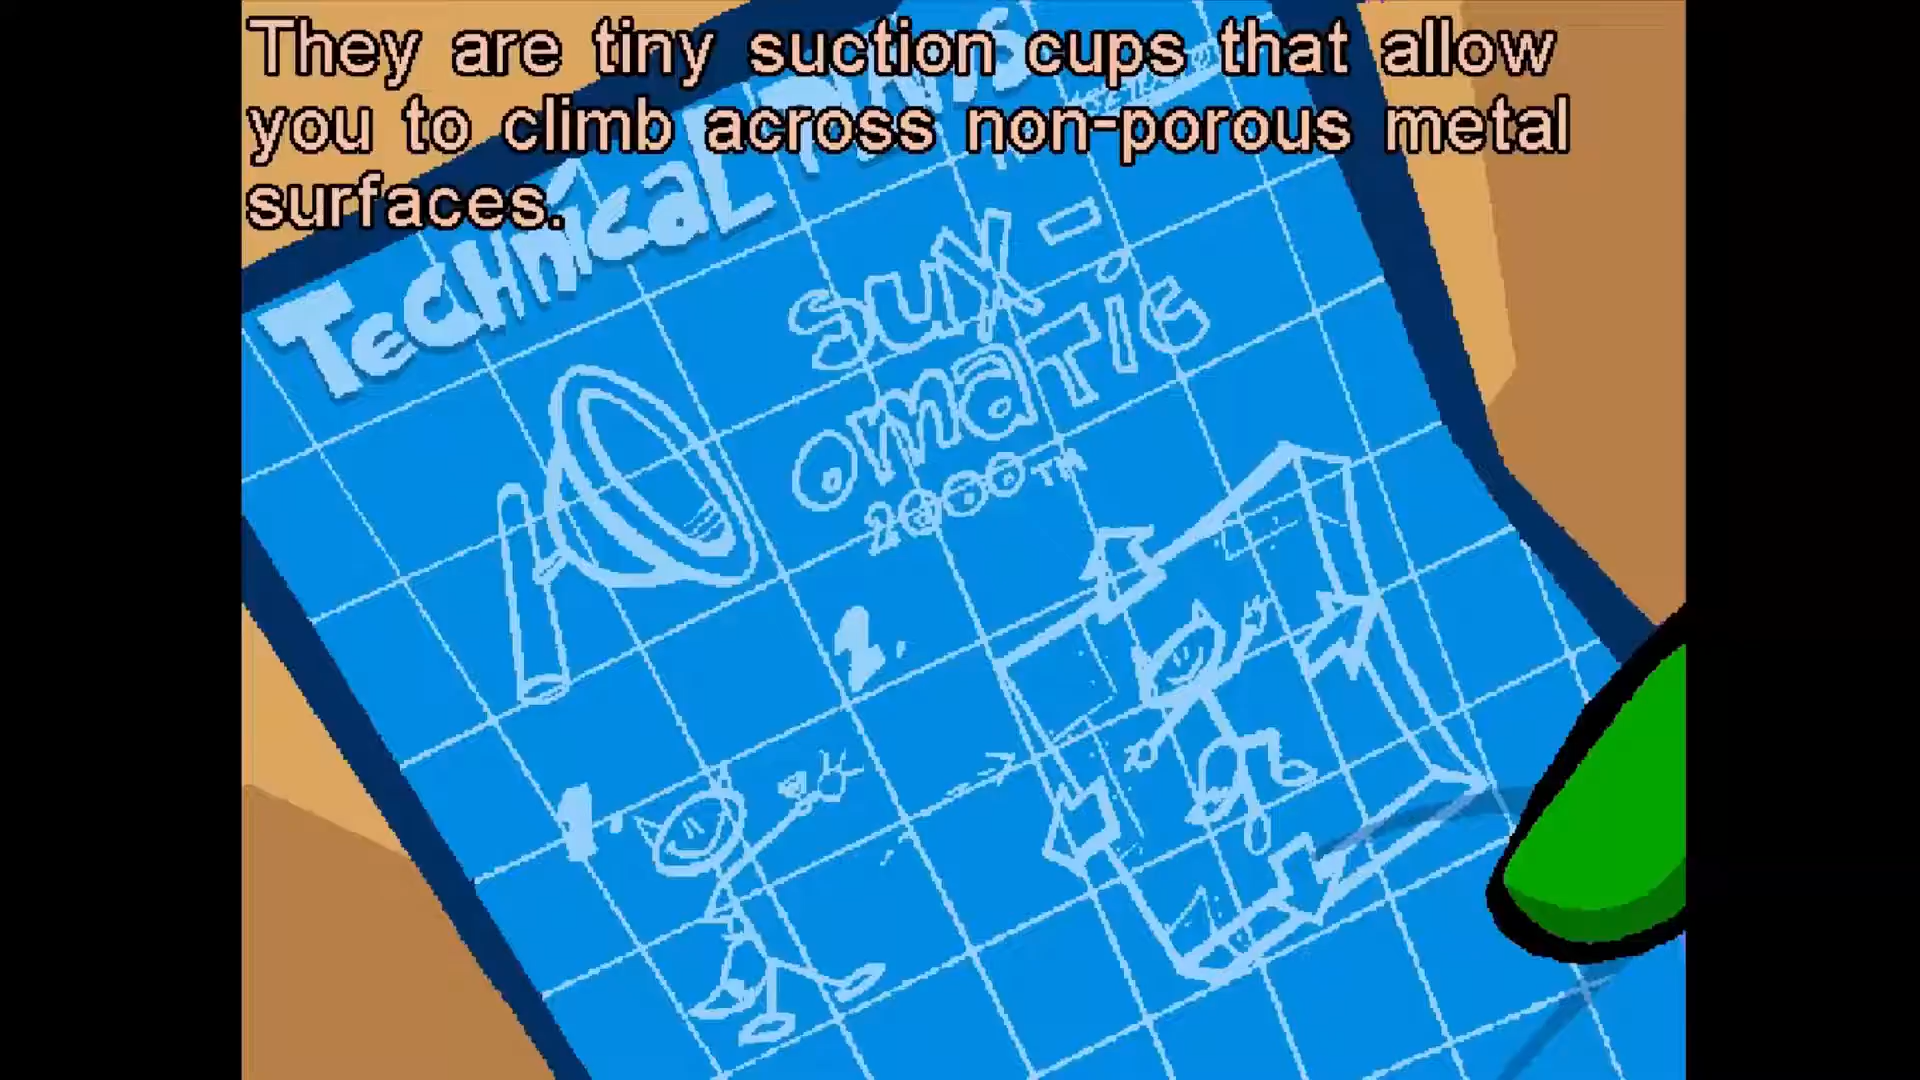 They are tiny suction cups that allow
you to climb across non-porous metal
surfaces.
TeCHnicaL
SUX-
omaTic
2000TM
2.
1.